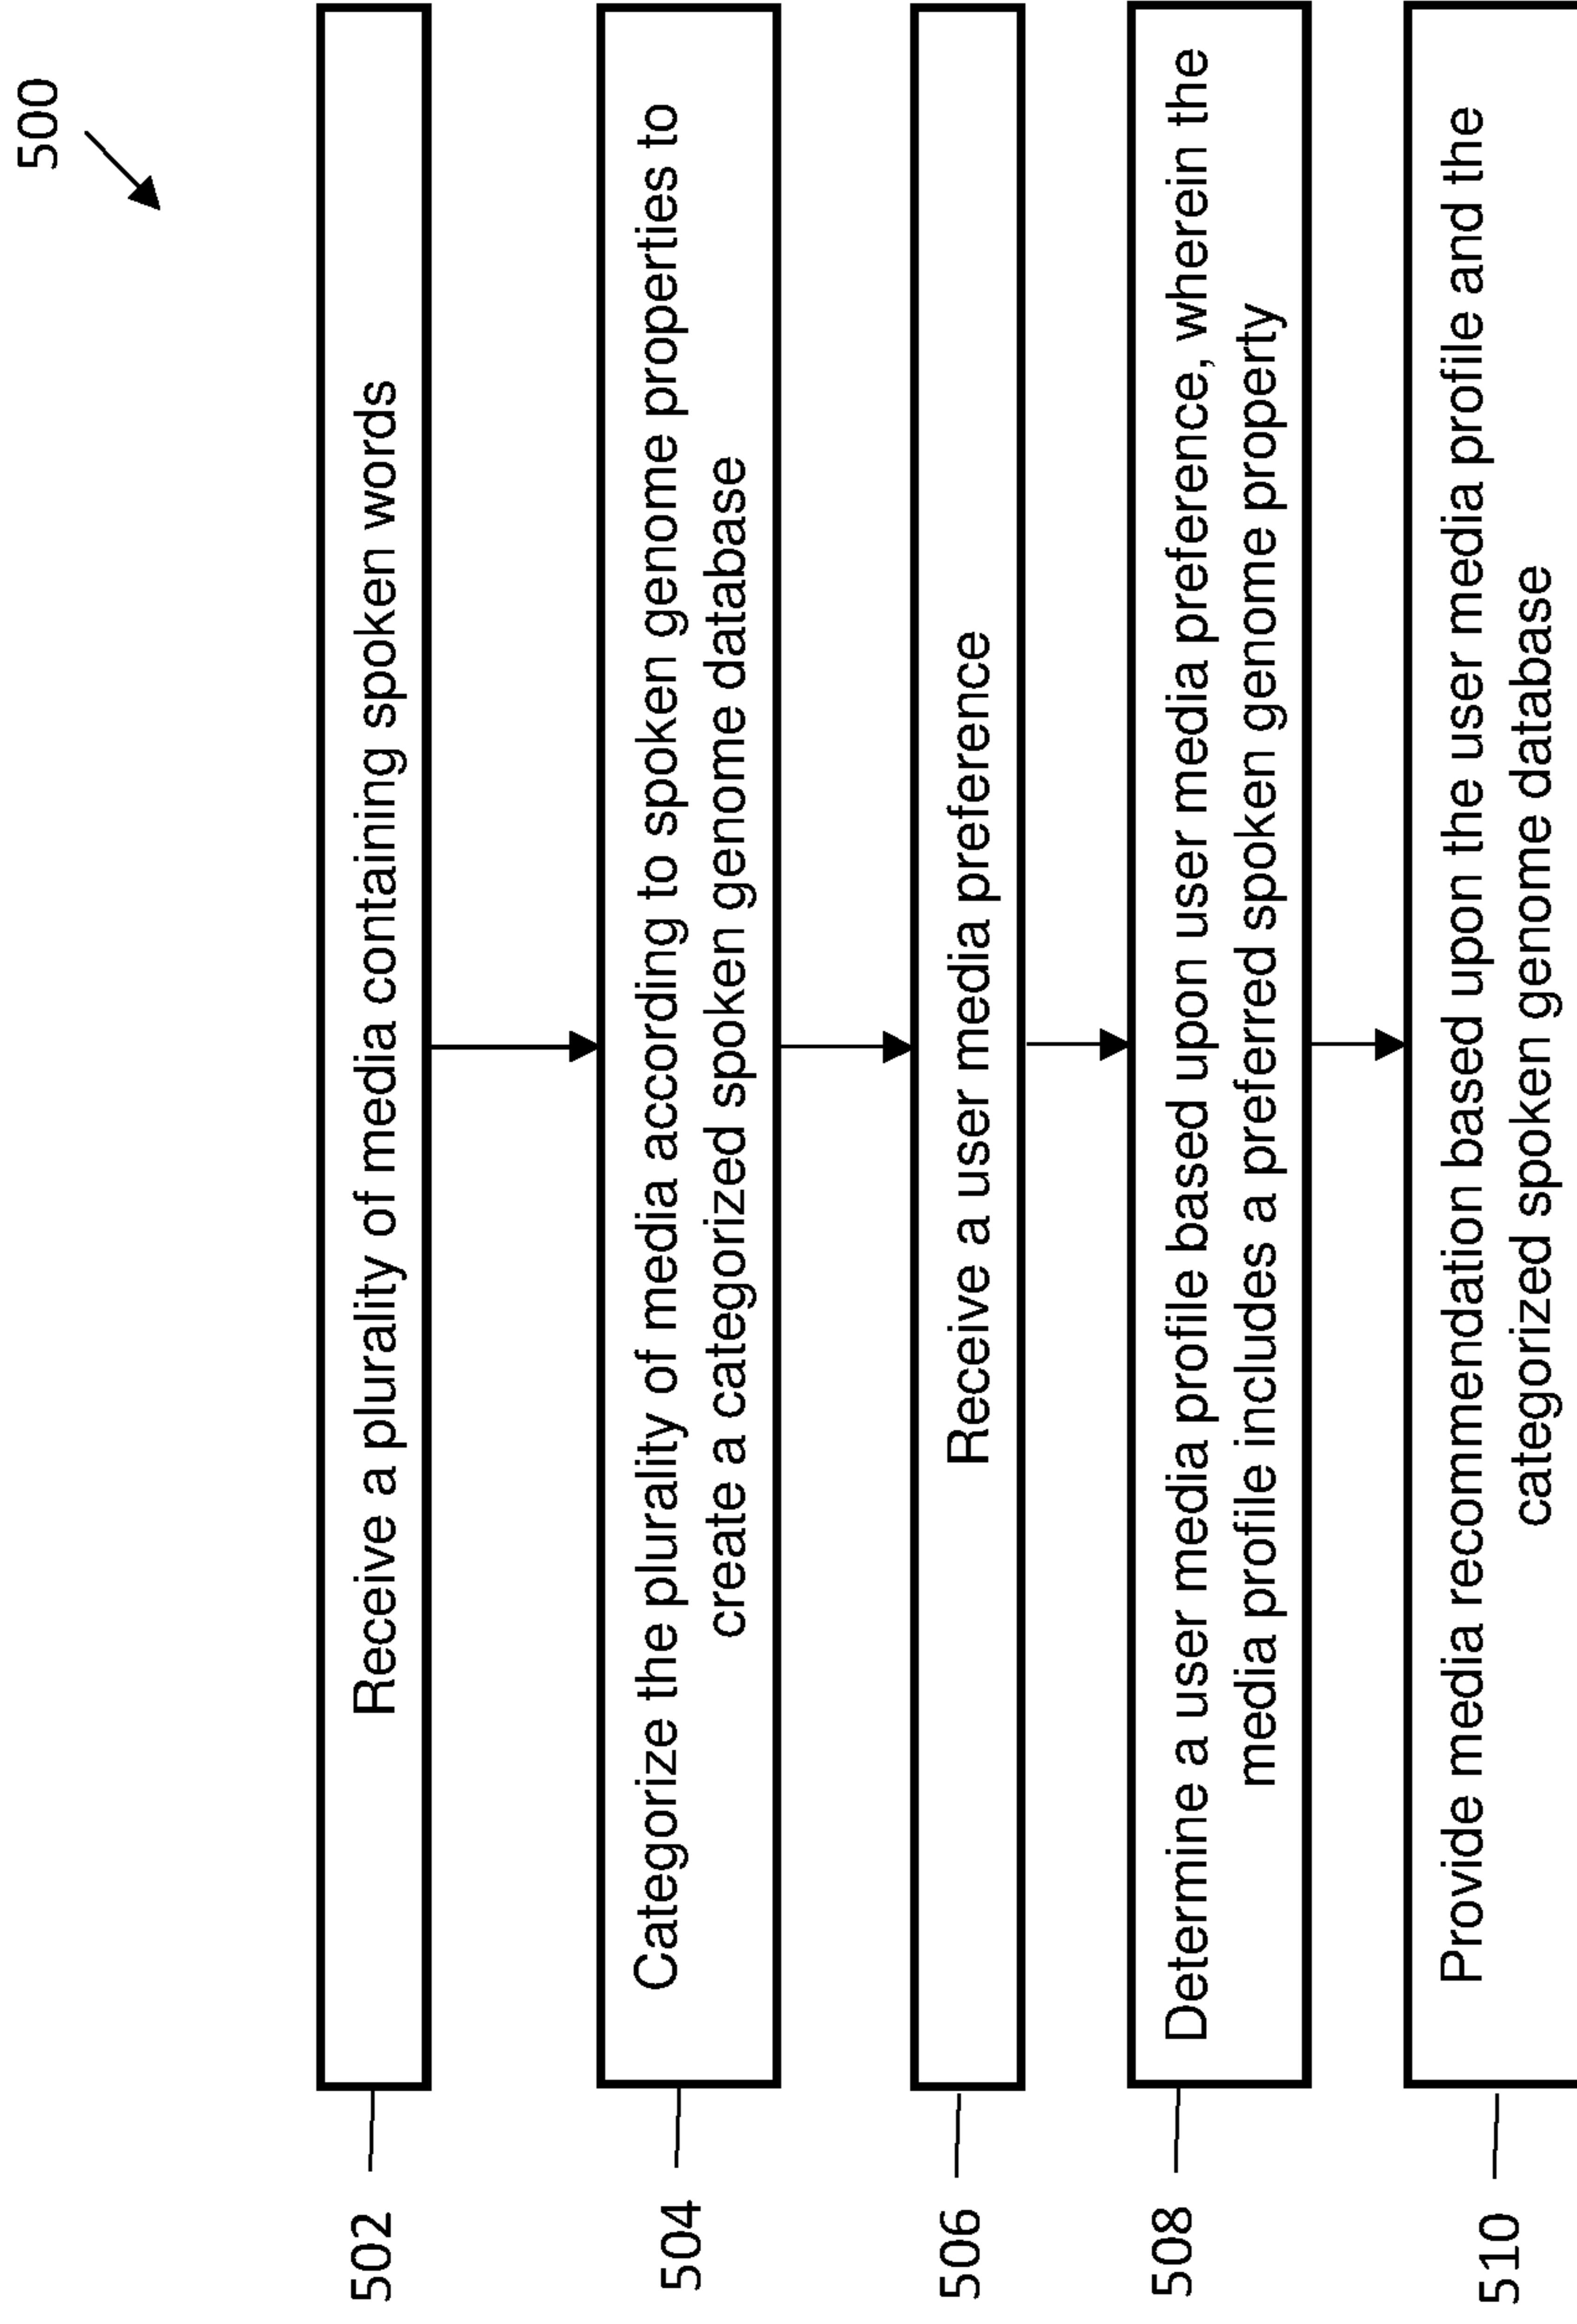 500
502
Receive a plurality of media containing spoken words
504
Categorize the plurality of media according to spoken genome properties to
create a categorized spoken genome database
506
Receive a user media preference
508
Determine a user media profile based upon user media preference, wherein the
media profile includes a preferred spoken genome property
510
Provide media recommendation based upon the user media profile and the
categorized spoken genome database